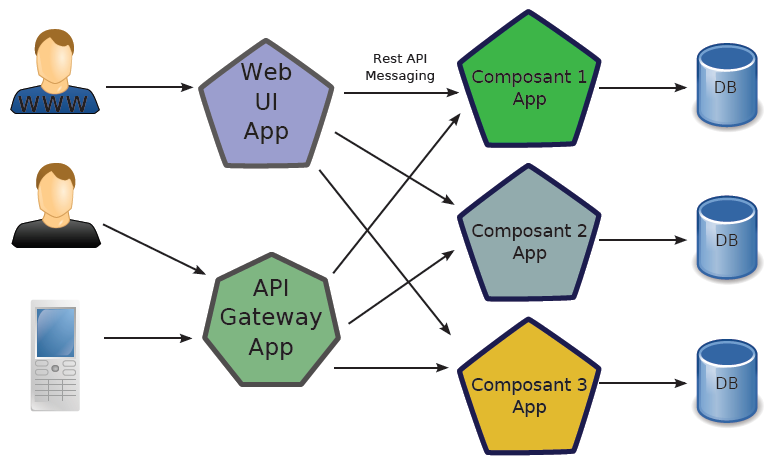 WWW
Web
UI
App
Rest API
Messaging
Composant 1
App
DB
Composant 2
App
DB
API
Gateway
App
Composant 3
App
DB